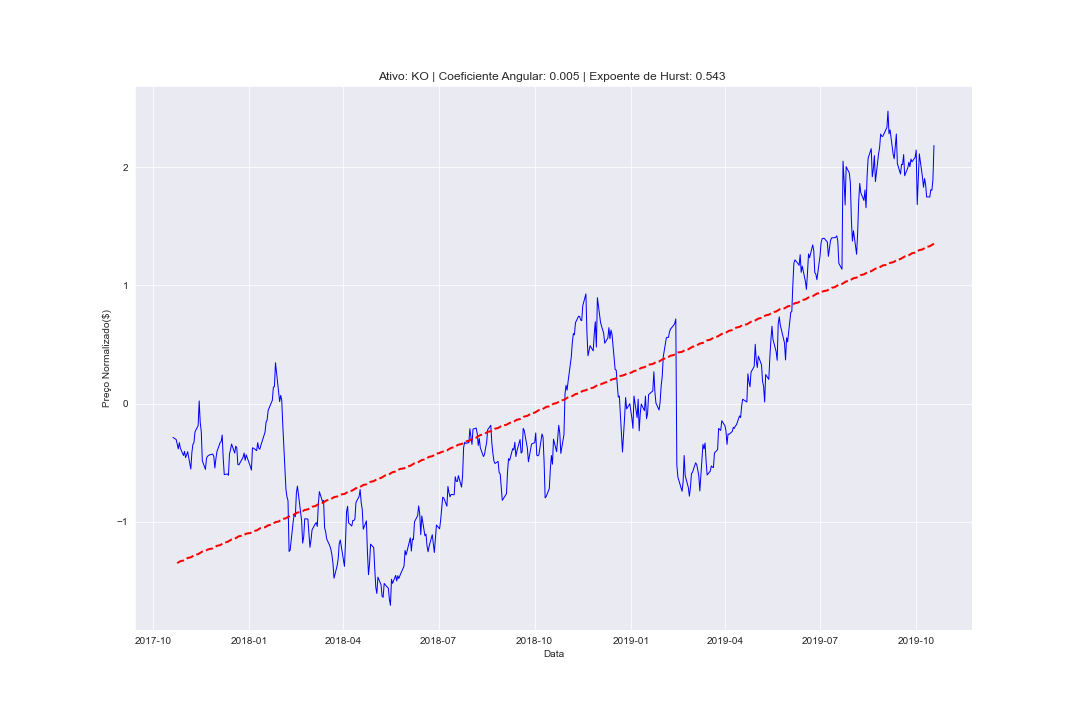 Ativo: KO | Coeficiente Angular: 0.005 | Expoente de Hurst: 0.543
Preço Normalizado($)
2
1
0
−1
2017-10 2018-01 2018-04 2018-07 2018-10 2019-01 2019-04 2019-07 2019-10
Data